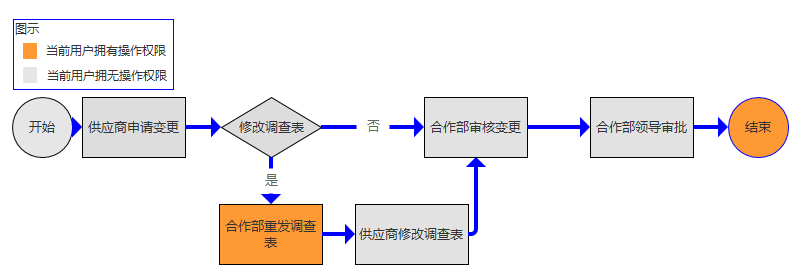 图示
当前用户拥有操作权限
当前用户拥无操作权限
开始
供应商申请变更
修改调查表
否
合作部审核变更
合作部领导审批
结束
是
合作部重发调查
表
供应商修改调查表